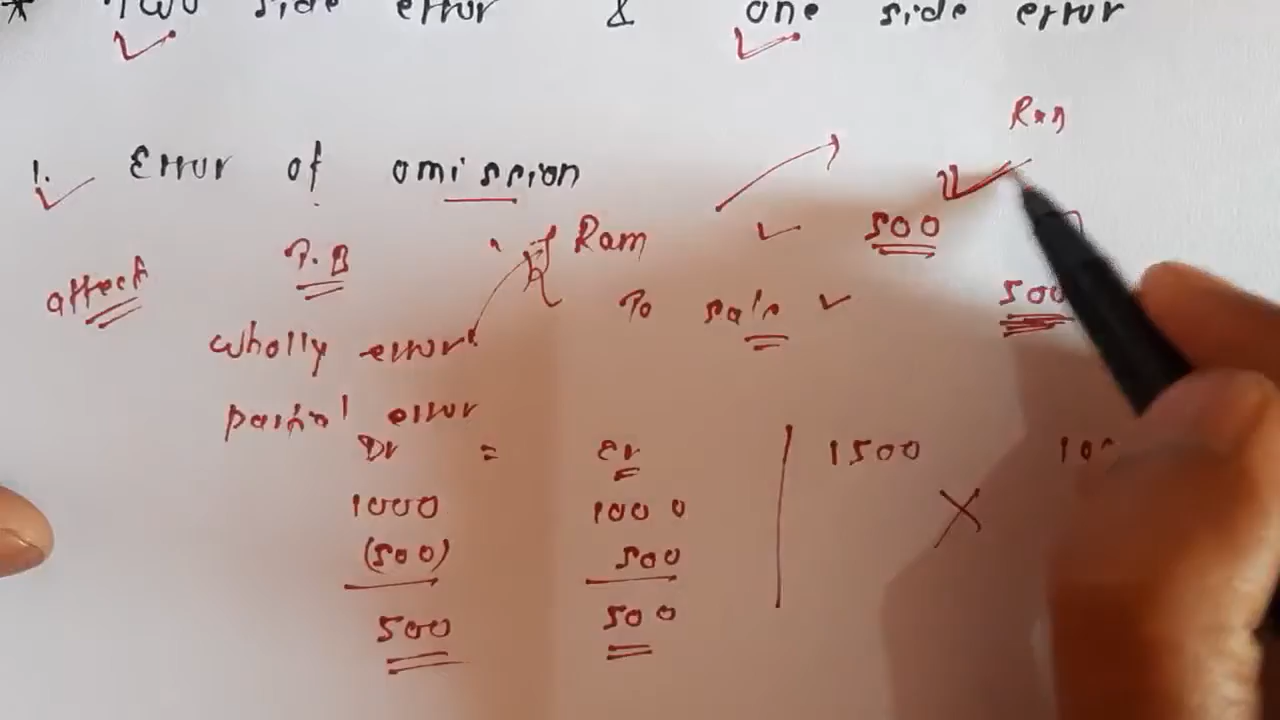 * Two side error & one side error
Ram
1. Error of omission
Ram 500
affect T.B
To sale 500
wholly error
partial error
Dr = Cr
1500
1000 1000
(500) 500
500 500